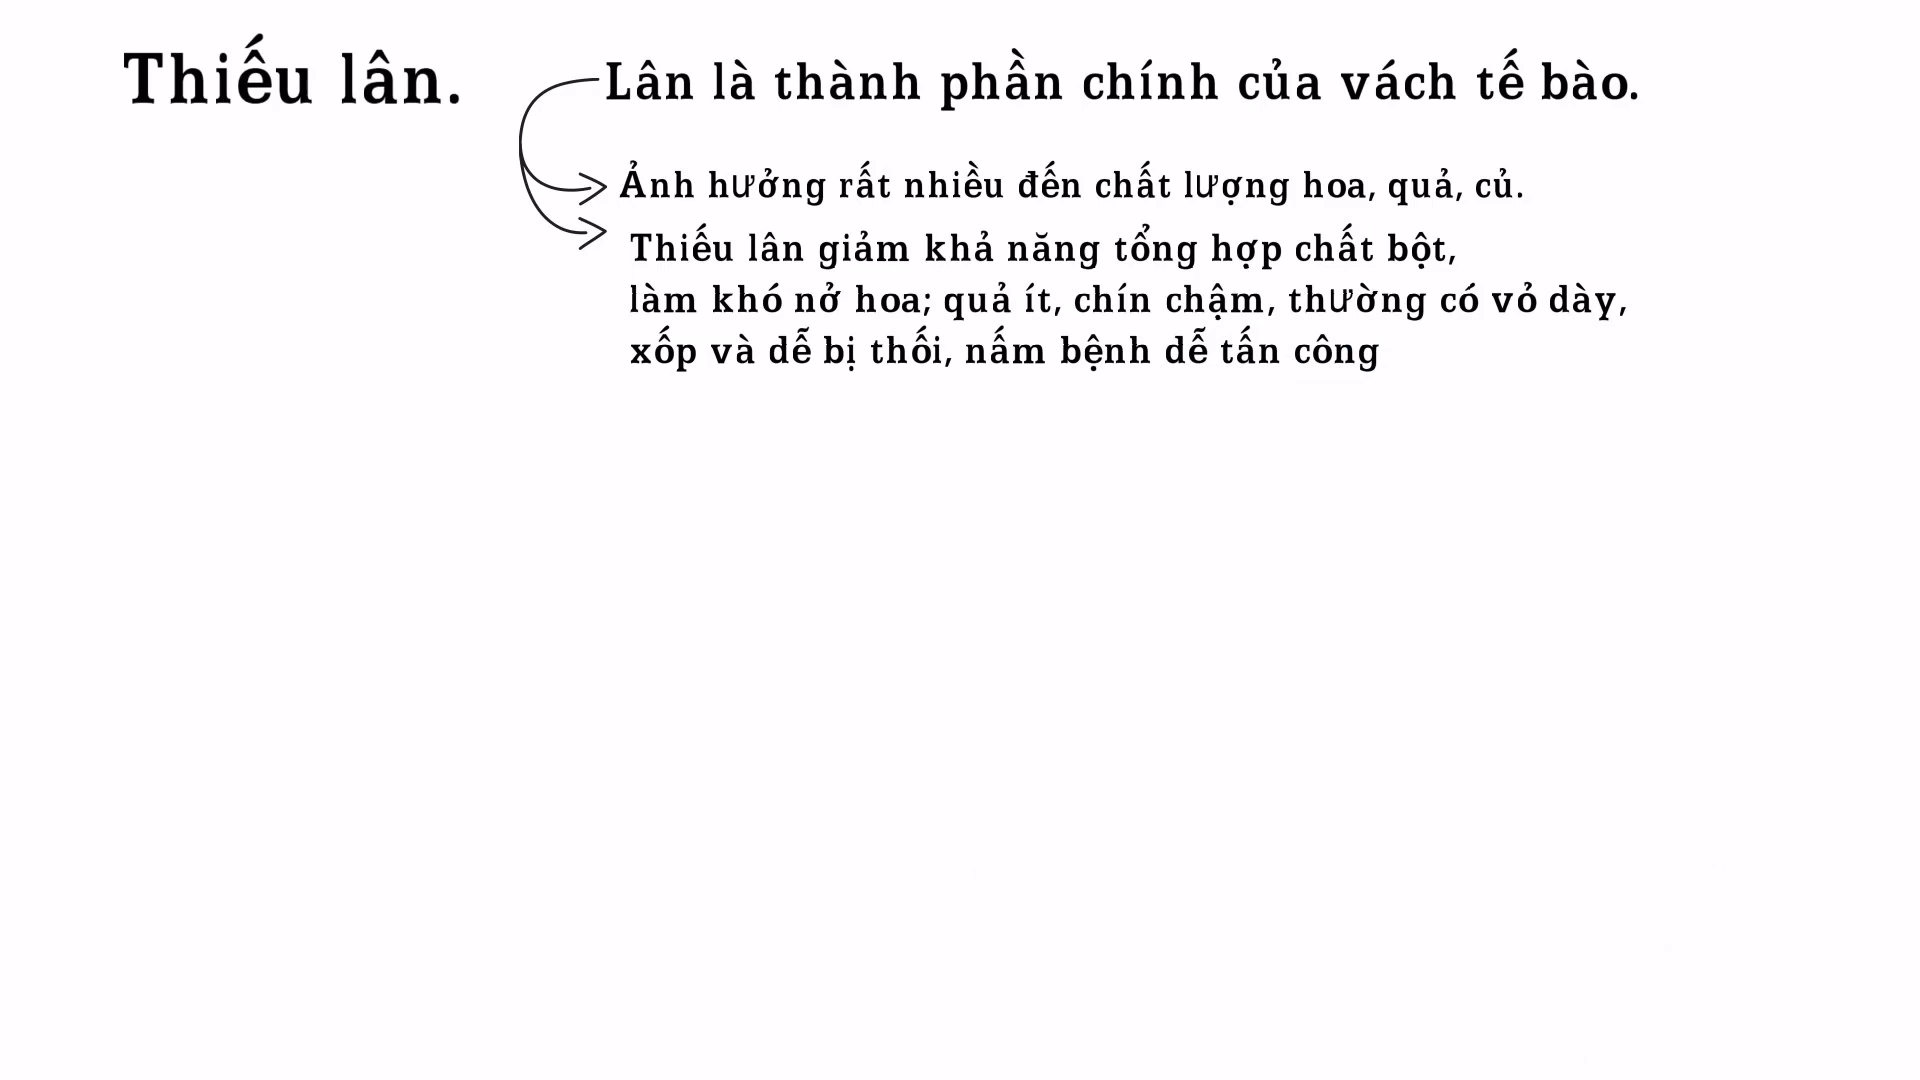 Thiếu lân.
Lân là thành phần chính của vách tế bào.
Ảnh hưởng rất nhiều đến chất lượng hoa, quả, củ.
Thiếu lân giảm khả năng tổng hợp chất bột,
làm khó nở hoa; quả ít, chín chậm, thường có vỏ dày,
xốp và dễ bị thối, nấm bệnh dễ tấn công